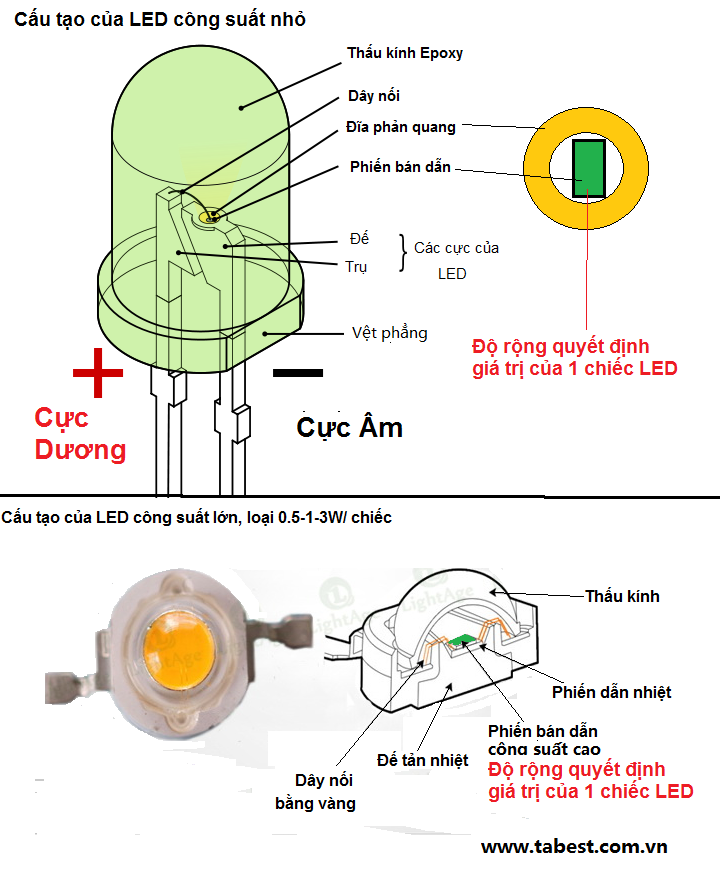 Cấu tạo của LED công suất nhỏ
Thấu kính Epoxy
Dây nối
Đĩa phản quang
Phiến bán dẫn
Đế
Trụ
Các cực của
LED
Vệt phẳng
Độ rộng quyết định
giá trị của 1 chiếc LED
+
−
Cực
Dương
Cực Âm
Cấu tạo của LED công suất lớn, loại 0.5-1-3W/ chiếc
LightAge
LightAge
LightAge
Thấu kính
Phiến dẫn nhiệt
Phiến bán dẫn
công suất cao
Độ rộng quyết định
giá trị của 1 chiếc LED
Đế tản nhiệt
Dây nối
bằng vàng
www.tabest.com.vn